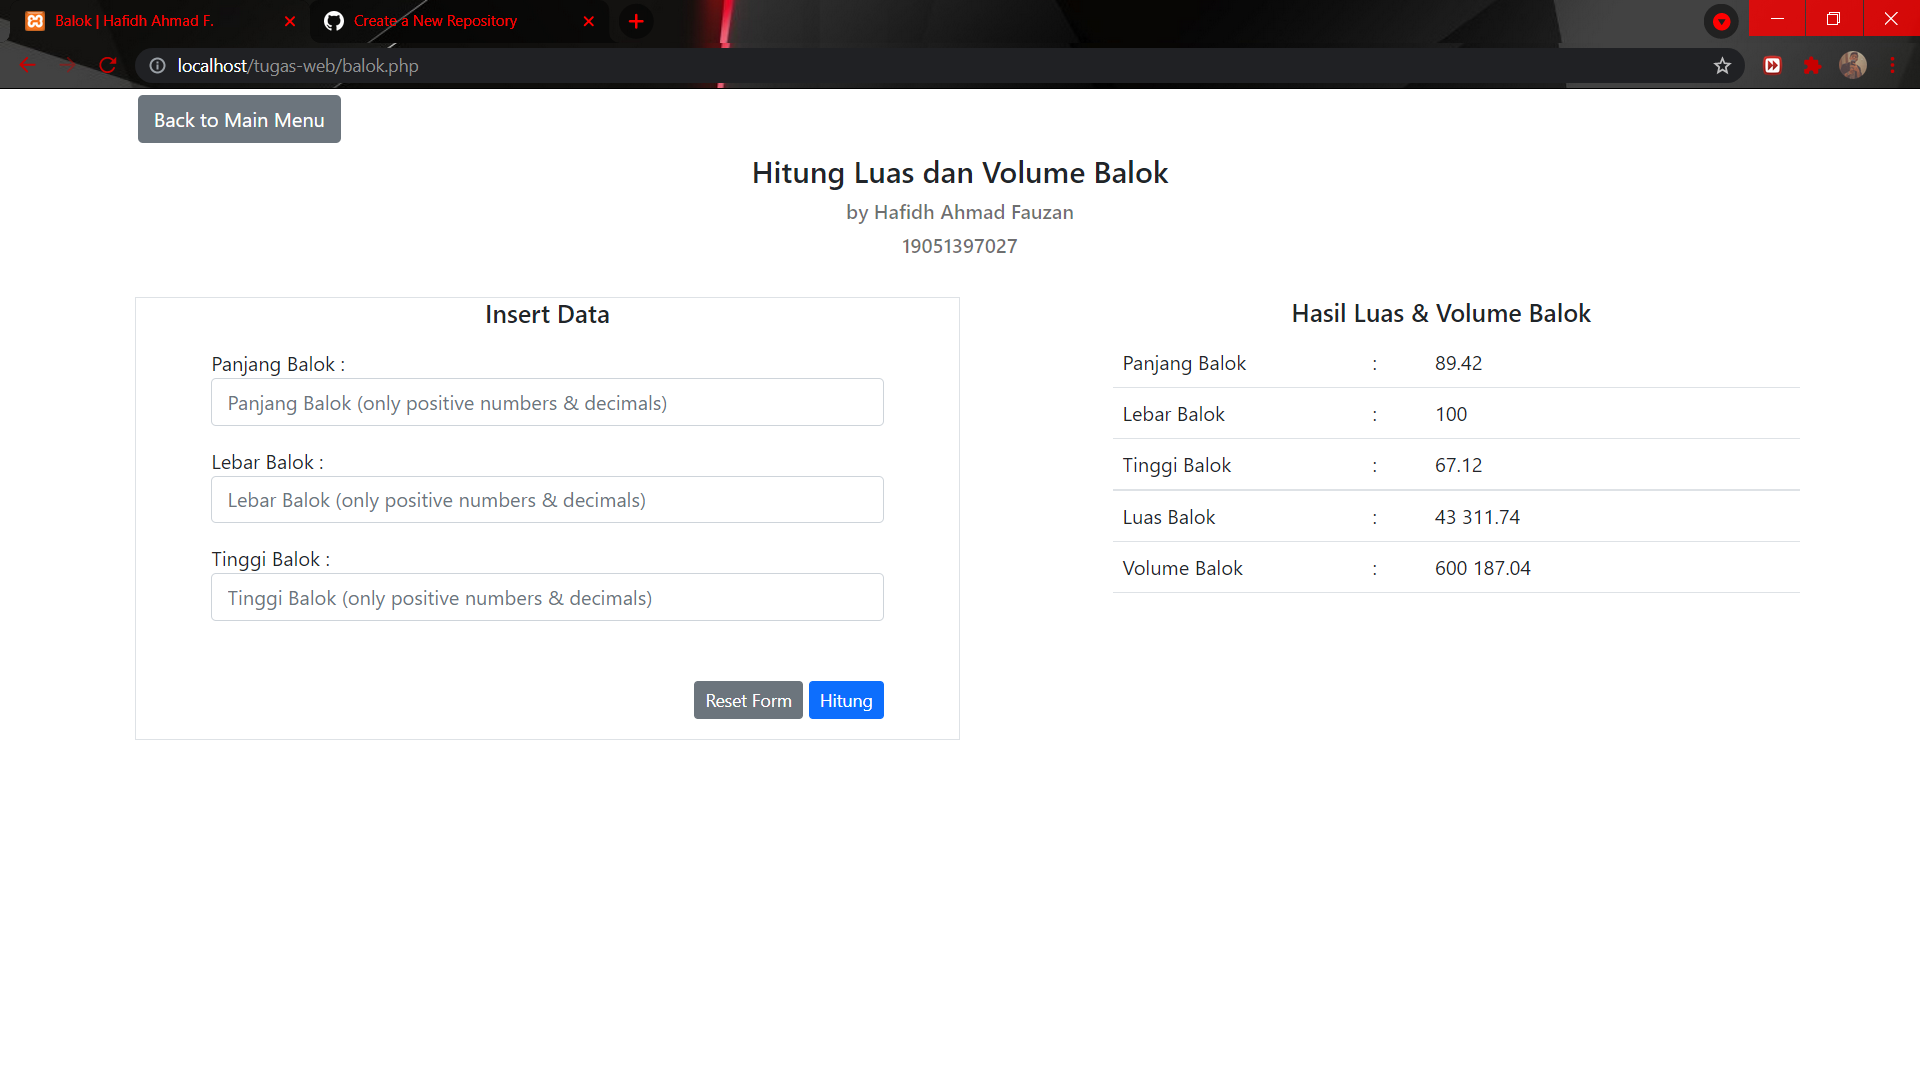 Balok | Hafidh Ahmad F.
Create a New Repository
localhost/tugas-web/balok.php
Back to Main Menu
Hitung Luas dan Volume Balok
by Hafidh Ahmad Fauzan
19051397027
Insert Data
Panjang Balok :
Panjang Balok (only positive numbers & decimals)
Lebar Balok :
Lebar Balok (only positive numbers & decimals)
Tinggi Balok :
Tinggi Balok (only positive numbers & decimals)
Reset Form Hitung
Hasil Luas & Volume Balok
Panjang Balok : 89.42
Lebar Balok : 100
Tinggi Balok : 67.12
Luas Balok : 43 311.74
Volume Balok : 600 187.04